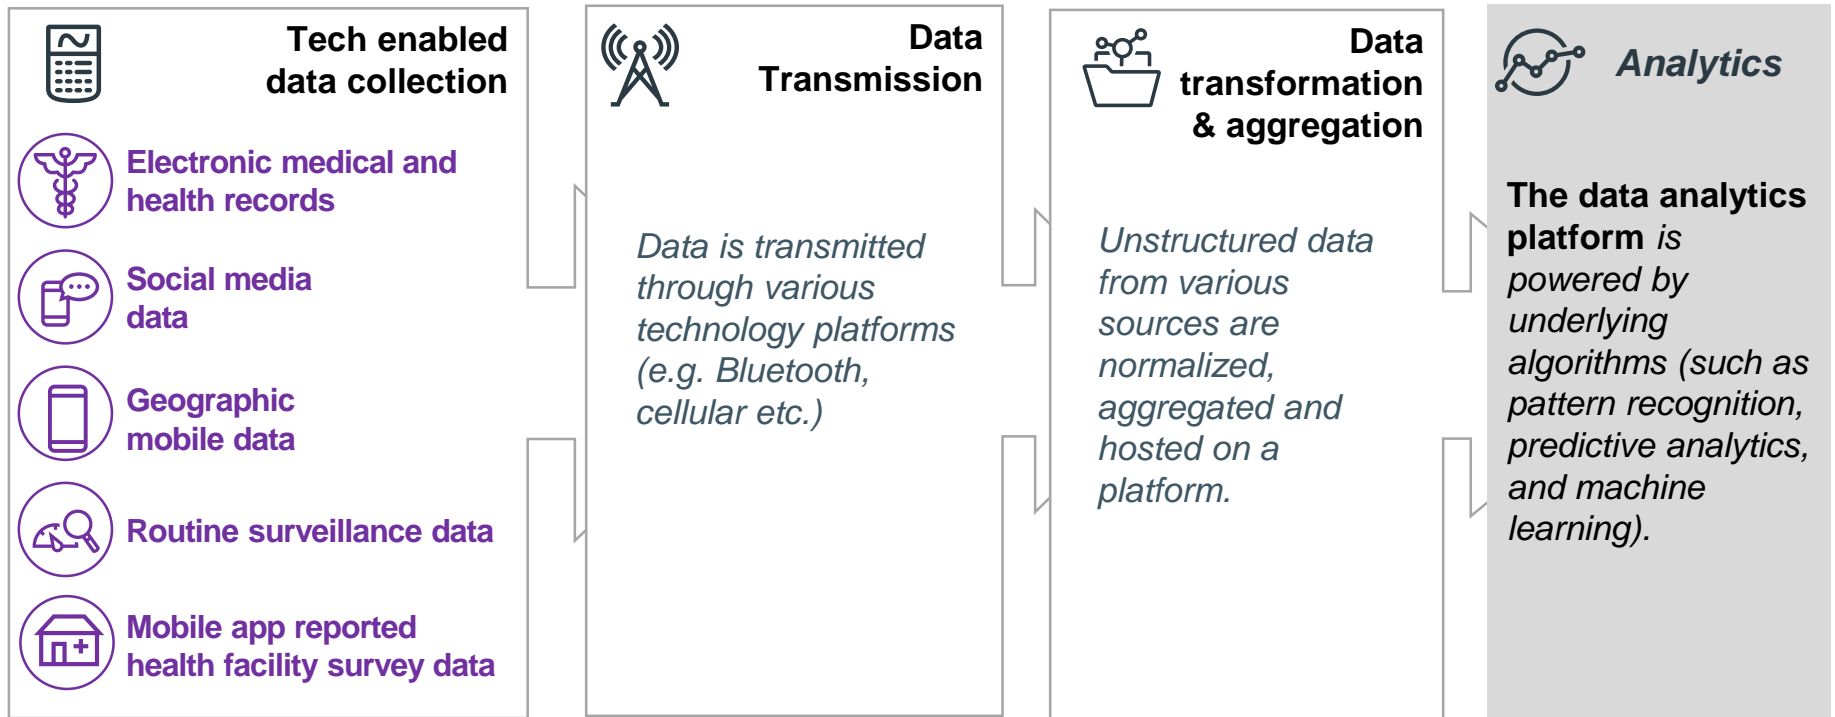 Tech enabled
data collection
Electronic medical and
health records
Social media
data
Geographic
mobile data
Routine surveillance data
Mobile app reported
health facility survey data
Data
Transmission
Data is transmitted
through various
technology platforms
(e.g. Bluetooth,
cellular etc.)
Data
transformation
& aggregation
Unstructured data
from various
sources are
normalized,
aggregated and
hosted on a
platform.
Analytics
The data analytics
platform is
powered by
underlying
algorithms (such as
pattern recognition,
predictive analytics,
and machine
learning).